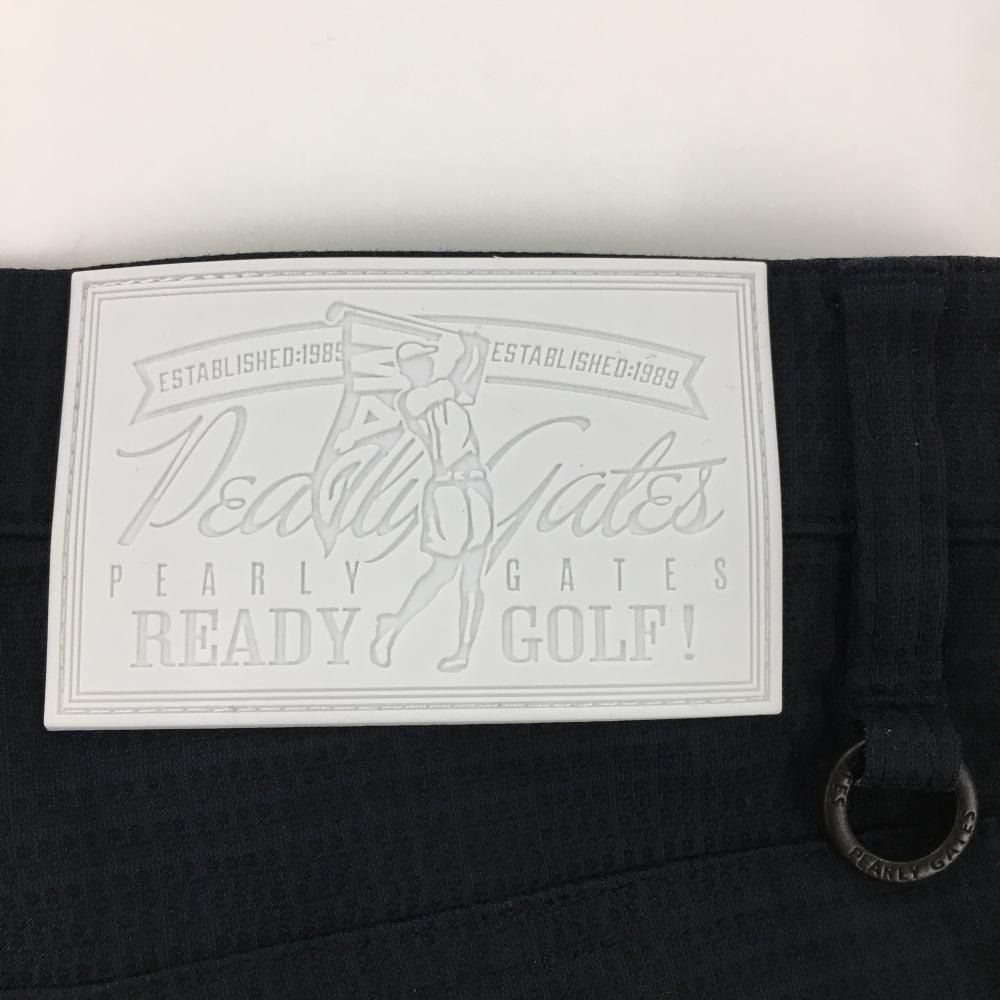 ESTABLISHED:1989 ESTABLISHED:1989
Pearly Gates
PEARLY GATES
READY GOLF!
PEARLY GATES